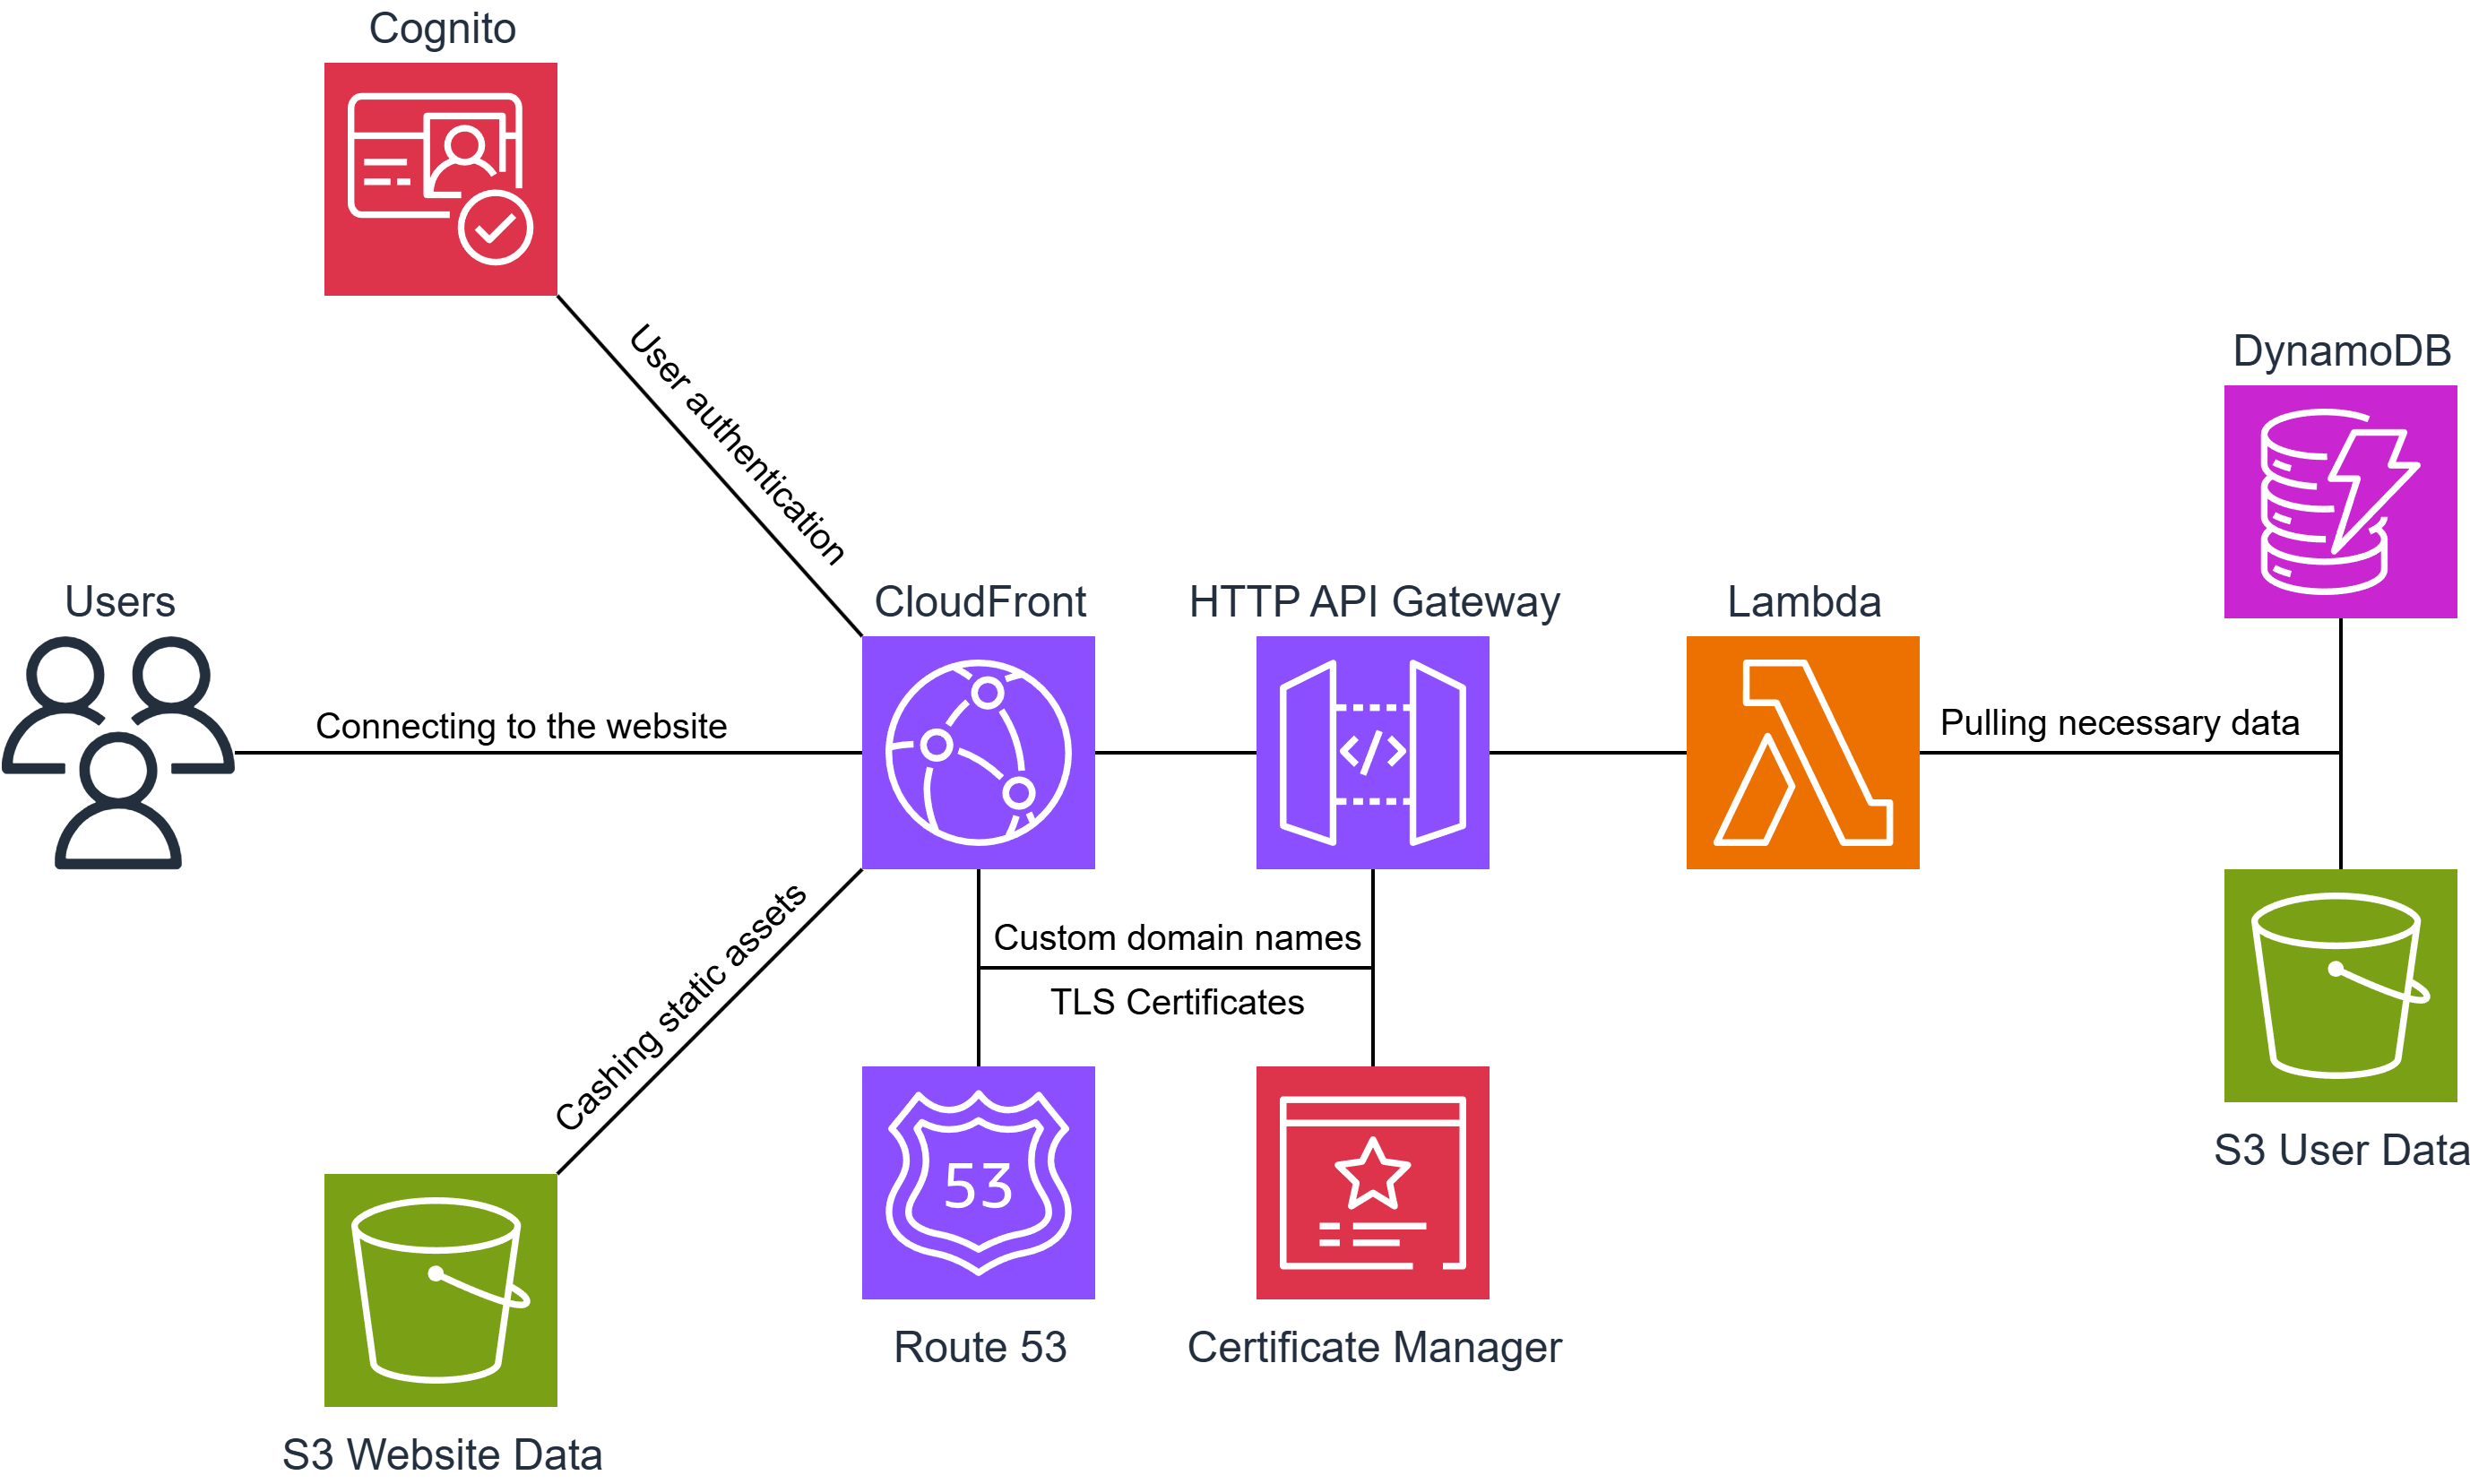 Cognito
User authentication
DynamoDB
Users
CloudFront
HTTP API Gateway
Lambda
Connecting to the website
Pulling necessary data
</>
Custom domain names
TLS Certificates
Cashing static assets
53
S3 User Data
Route 53
Certificate Manager
S3 Website Data